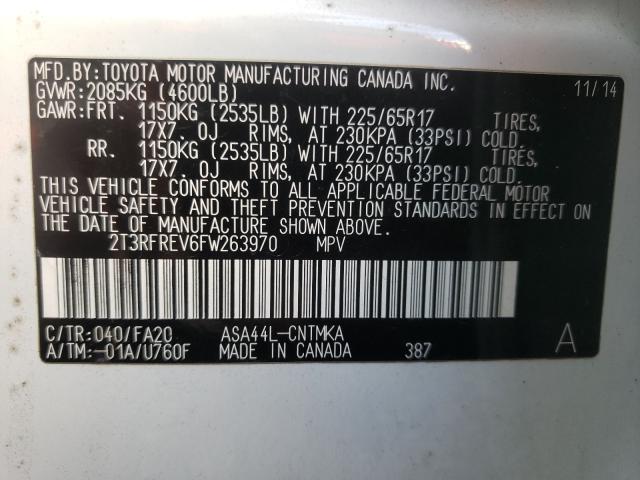 MFD.BY:TOYOTA MOTOR MANUFACTURING CANADA INC.
GVWR:2085KG (4600LB) 11/14
GAWR:FRT. 1150KG (2535LB) WITH 225/65R17 TIRES,
17X7.0J RIMS, AT 230KPA (33PSI) COLD.
RR. 1150KG (2535LB) WITH 225/65R17 TIRES,
17X7.0J RIMS, AT 230KPA (33PSI) COLD.
THIS VEHICLE CONFORMS TO ALL APPLICABLE FEDERAL MOTOR
VEHICLE SAFETY AND THEFT PREVENTION STANDARDS IN EFFECT ON
THE DATE OF MANUFACTURE SHOWN ABOVE.
2T3RFREV6FW263970 MPV
C/TR:040/FA20 ASA44L-CNTMKA A
A/TM:-01A/U760F MADE IN CANADA 387